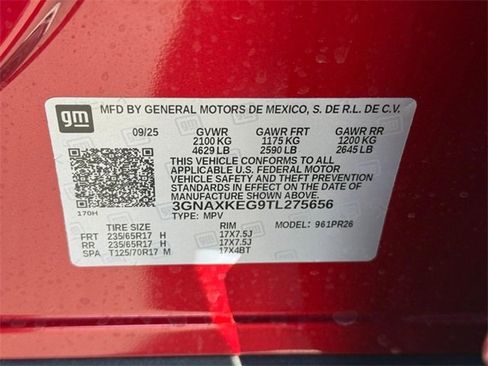 gm
MFD BY GENERAL MOTORS DE MEXICO, S. DE R.L. DE C.V.
09/25 GVWR GAWR FRT GAWR RR
2100 KG 1175 KG 1200 KG
4629 LB 2590 LB 2645 LB
THIS VEHICLE CONFORMS TO ALL
APPLICABLE U.S. FEDERAL MOTOR
VEHICLE SAFETY AND THEFT PREVENTION
STANDARDS IN EFFECT ON THE DATE OF
MANUFACTURE SHOWN ABOVE.
3GNAXKEG9TL275656
170H TYPE: MPV
TIRE SIZE RIM MODEL: 961PR26
FRT 235/65R17 H 17X7.5J
RR 235/65R17 H 17X7.5J
SPA T125/70R17 M 17X4BT